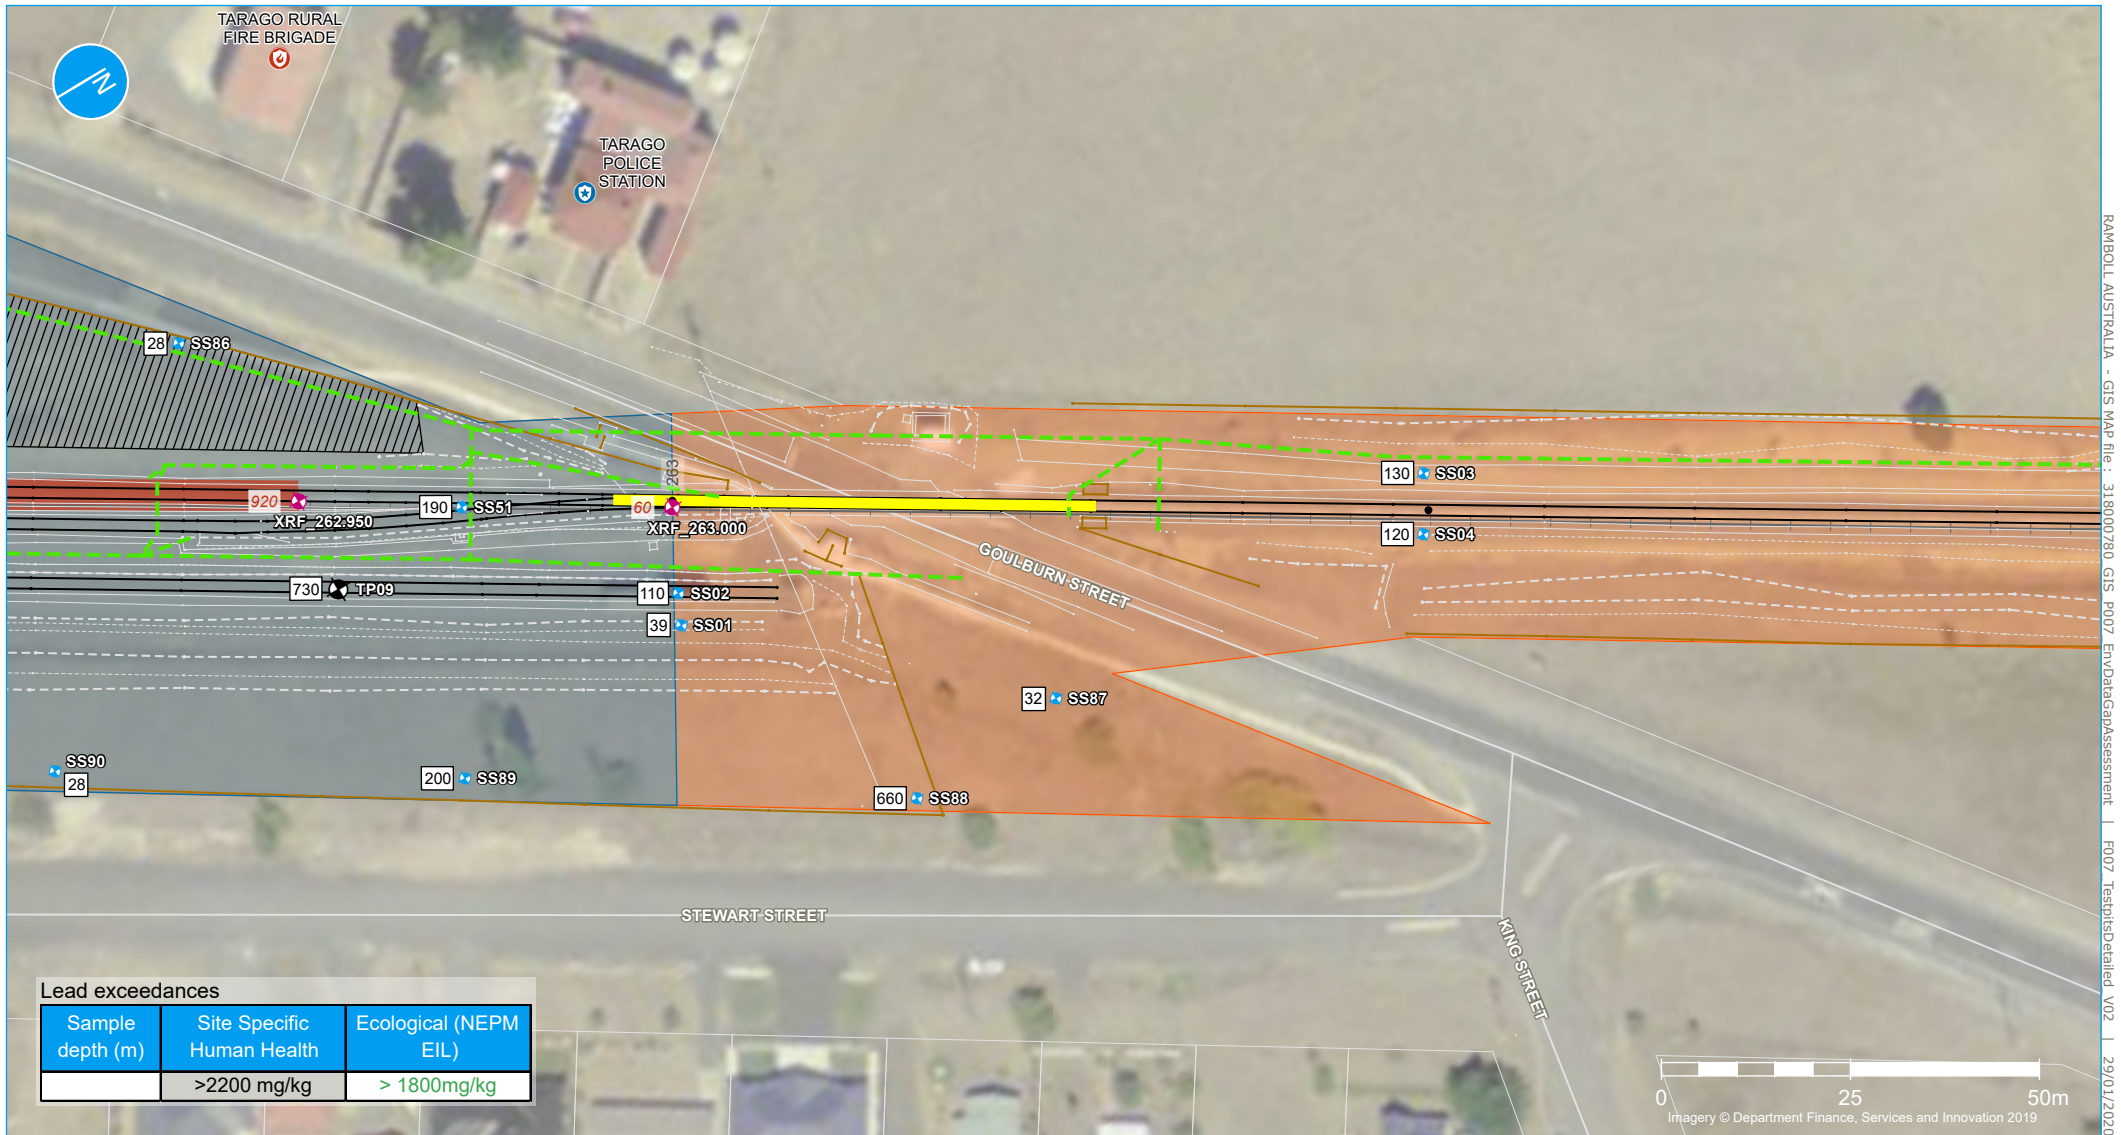 TARAGO RURAL
FIRE BRIGADE
TARAGO
POLICE
STATION
28 SS86
263
920
XRF_262.950
190 SS51
60
XRF_263.000
130 SS03
120 SS04
GOULBURN STREET
730 TP09
110 SS02
39 SS01
32 SS87
SS90
28
200 SS89
660 SS88
STEWART STREET
KING STREET
Lead exceedances
Sample depth (m)
Site Specific Human Health
Ecological (NEPM EIL)
>2200 mg/kg
> 1800mg/kg
0 25 50m
Imagery © Department Finance, Services and Innovation 2019
RAMBOLL AUSTRALIA - GIS MAP file : 318000780_GIS_P007_EnvDataGapAssessment | F007_TestpitsDetailed_V02 | 29/01/2020